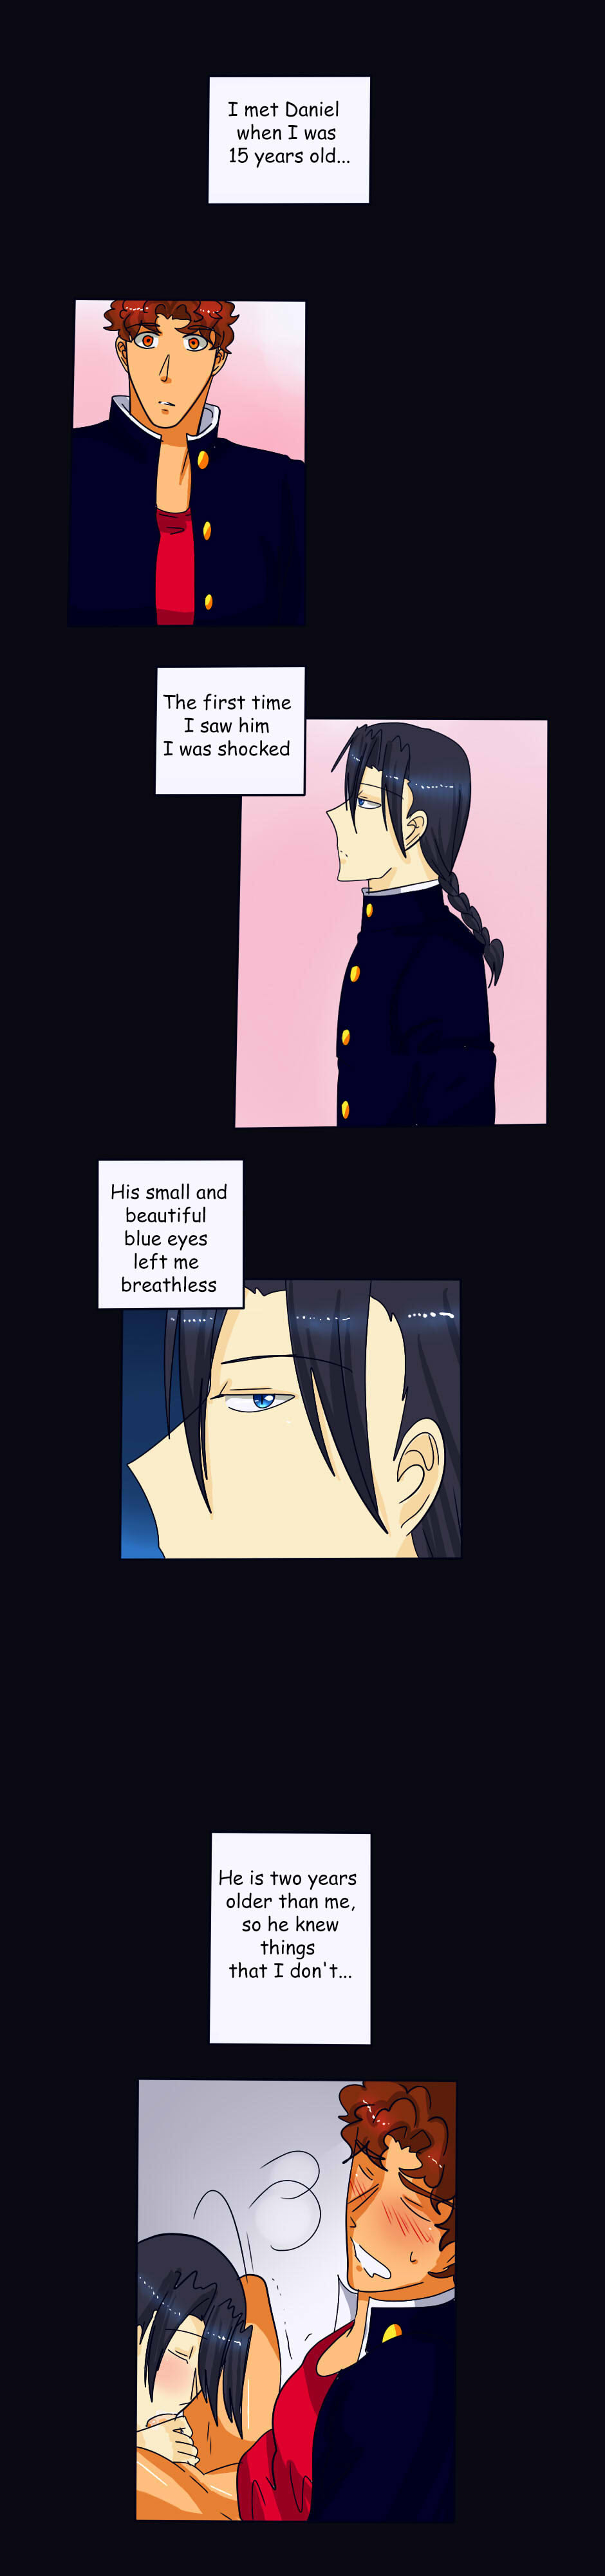 I met Daniel
when I was
15 years old...
The first time
I saw him
I was shocked
His small and
beautiful
blue eyes
left me
breathless
He is two years
older than me,
so he knew
things
that I don't...